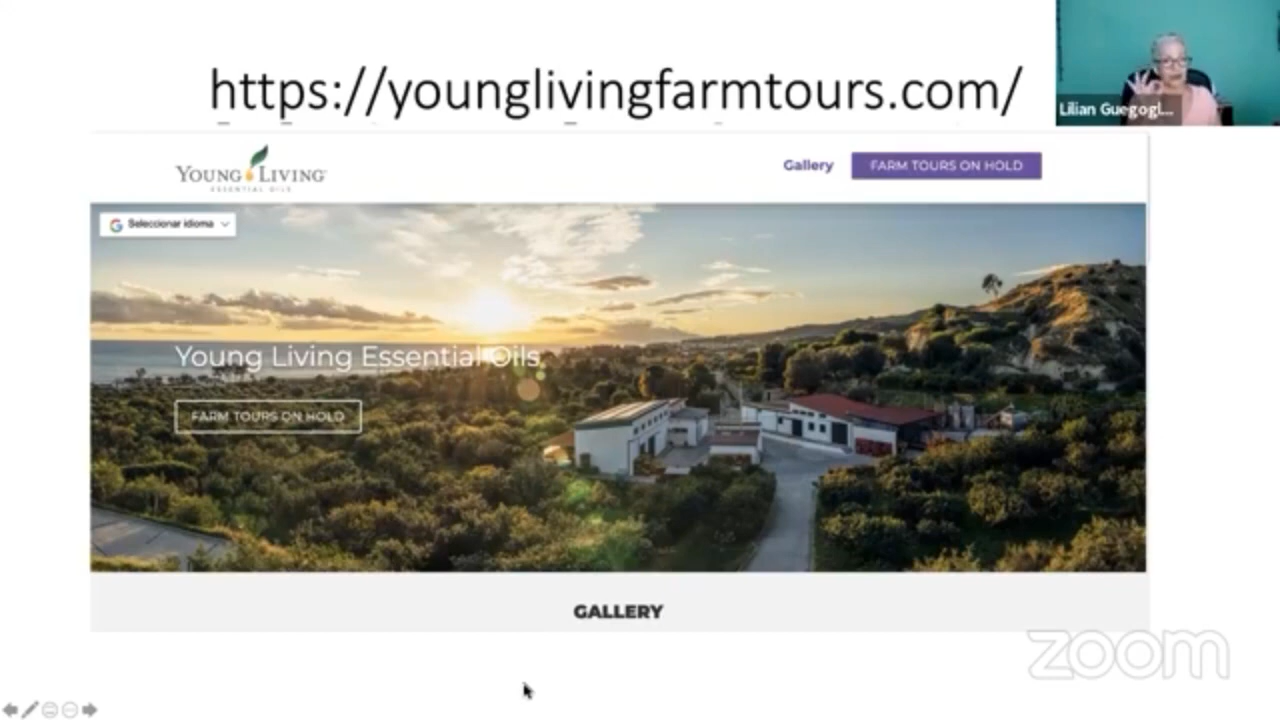 https://younglivingfarmtours.com/
Lilian Guegogl...
YOUNG LIVING
ESSENTIAL OILS
Gallery
FARM TOURS ON HOLD
Seleccionar idioma
Young Living Essential Oils.
FARM TOURS ON HOLD
GALLERY
zoom